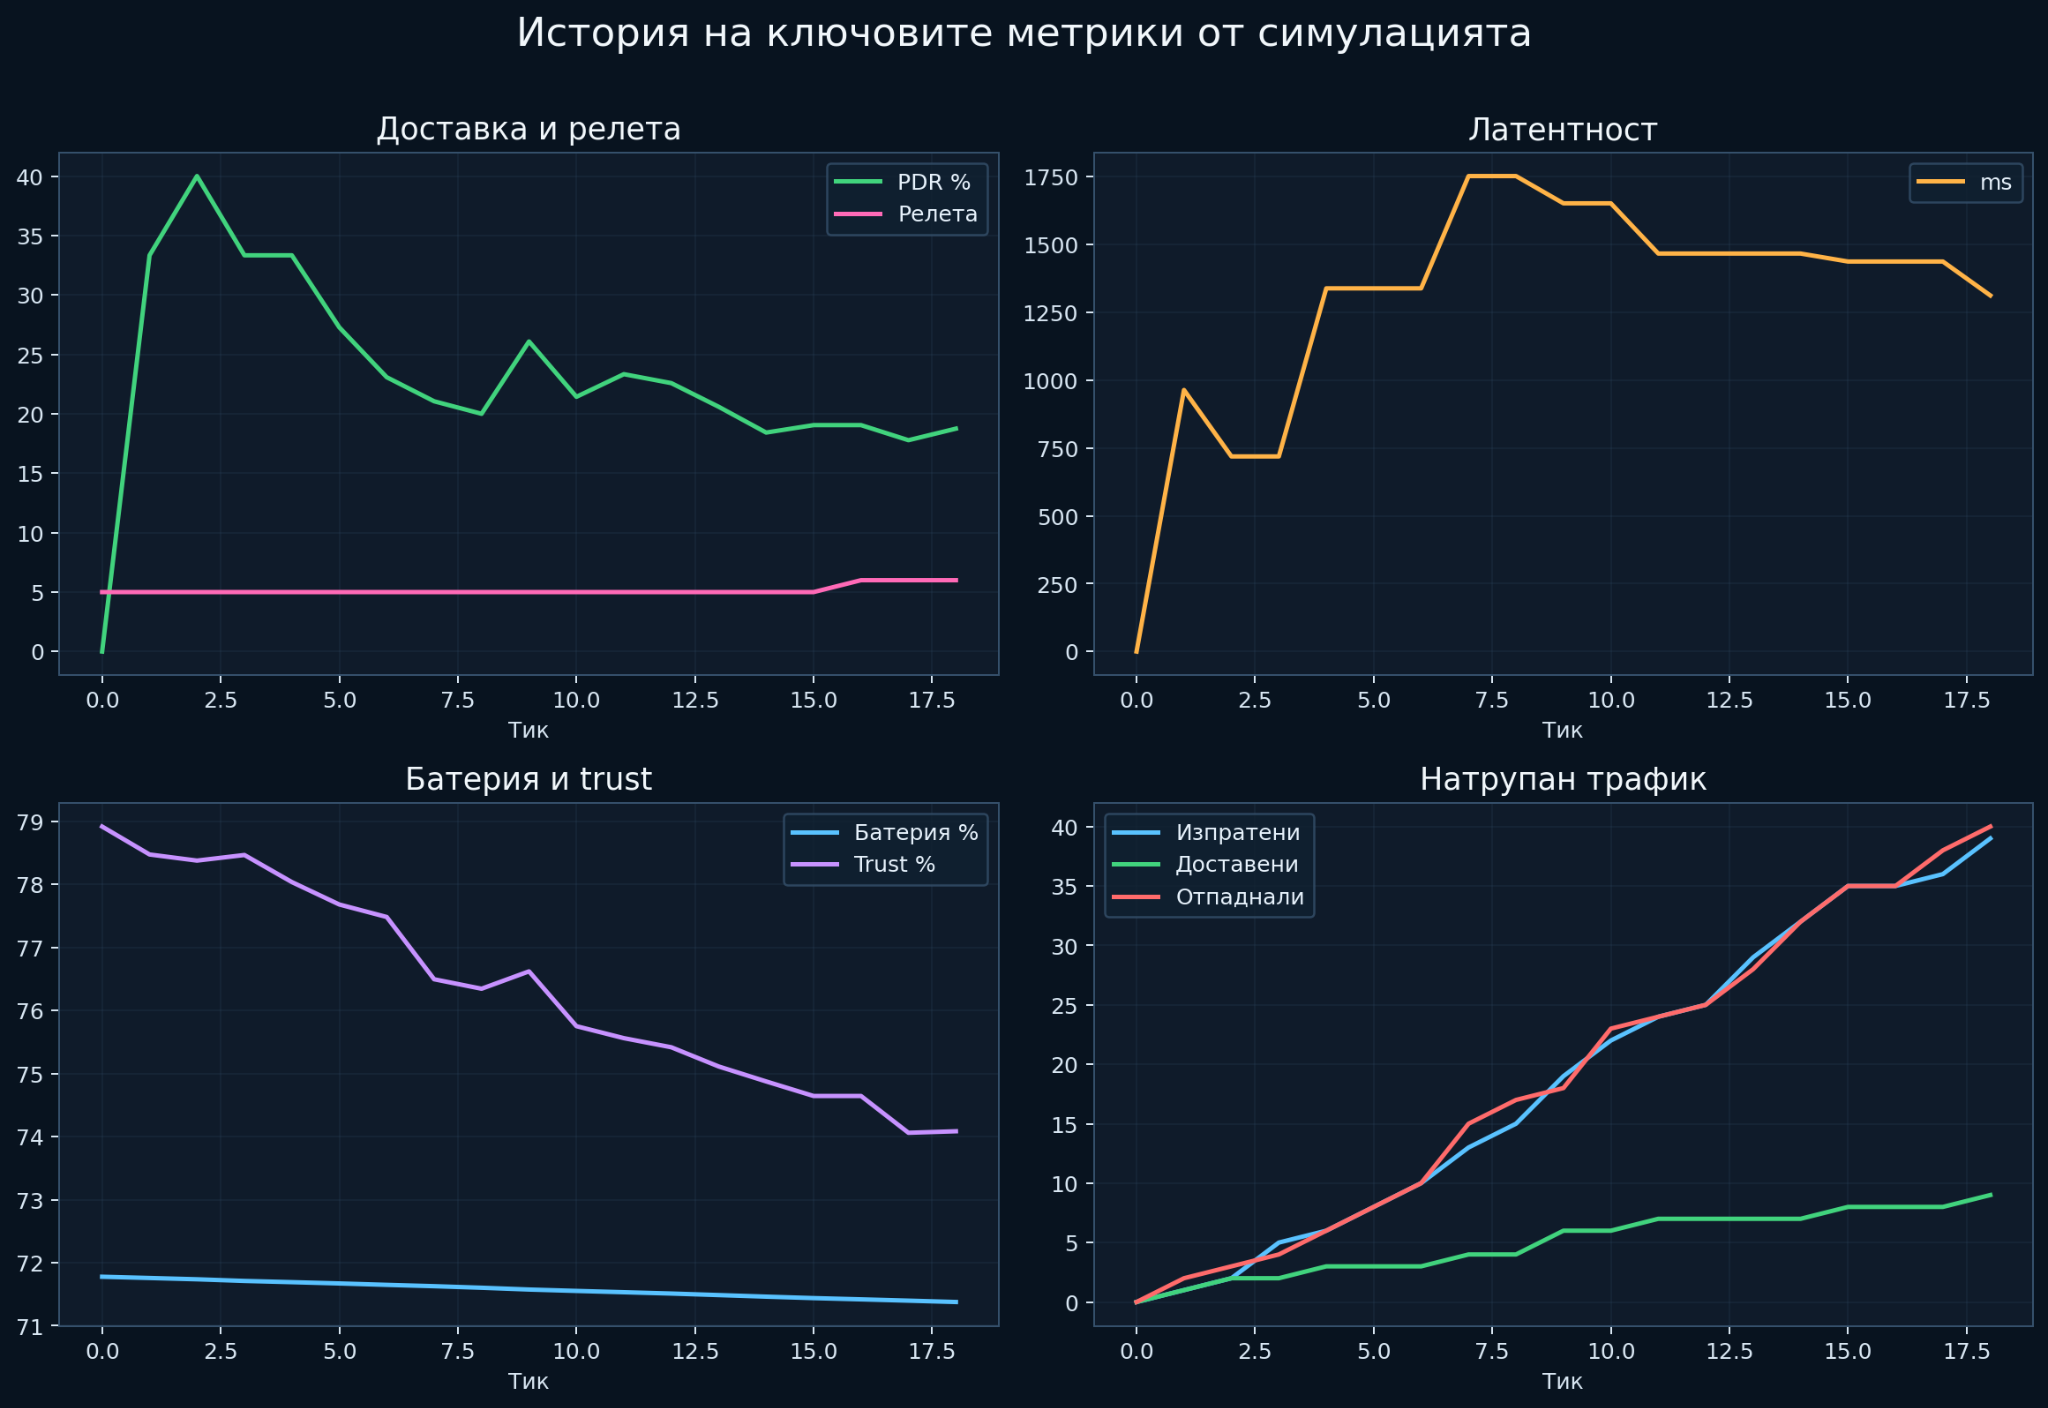 История на ключовите метрики от симулацията
Доставка и релета
PDR %
Релета
40
35
30
25
20
15
10
5
0
0.0 2.5 5.0 7.5 10.0 12.5 15.0 17.5
Тик
Латентност
ms
1750
1500
1250
1000
750
500
250
0
0.0 2.5 5.0 7.5 10.0 12.5 15.0 17.5
Тик
Батерия и trust
Батерия %
Trust %
79
78
77
76
75
74
73
72
71
0.0 2.5 5.0 7.5 10.0 12.5 15.0 17.5
Тик
Натрупан трафик
Изпратени
Доставени
Отпаднали
40
35
30
25
20
15
10
5
0
0.0 2.5 5.0 7.5 10.0 12.5 15.0 17.5
Тик